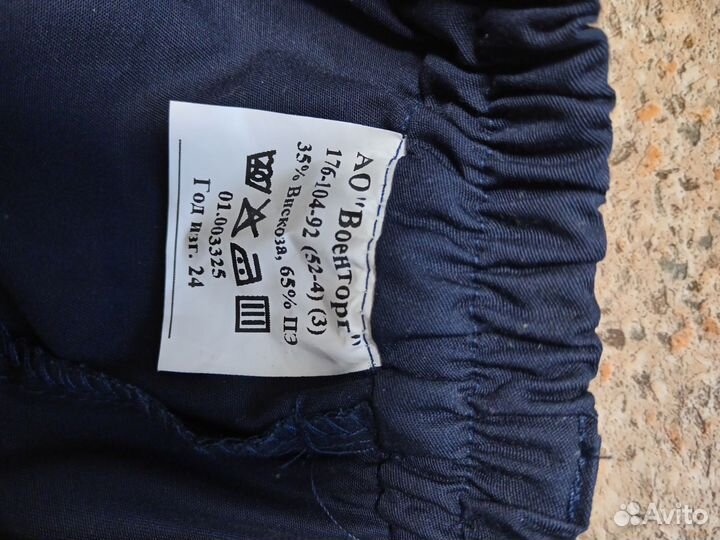 АО "Военторг"
176-104-92 (52-4) (3)
35% Вискоза, 65% ПЭ
01.003325
Год изг. 24
Avito